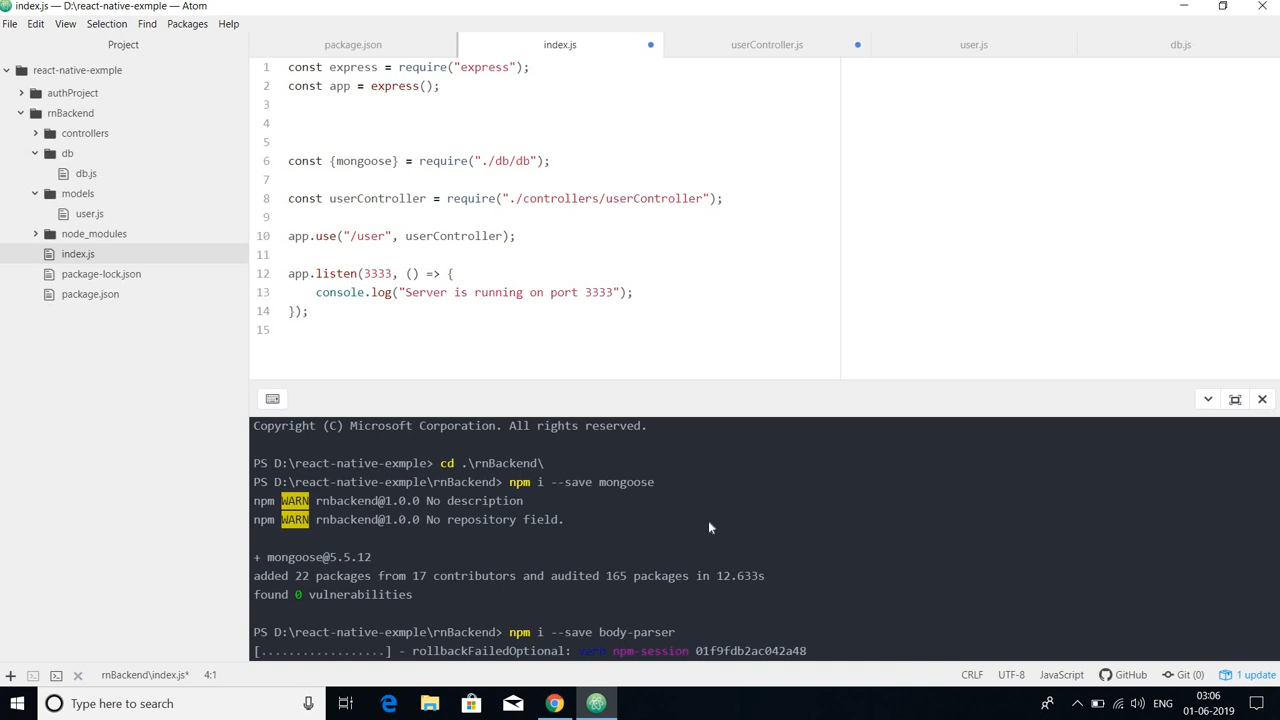 index.js — D:\react-native-exmple — Atom
File Edit View Selection Find Packages Help
Project
package.json
index.js
userController.js
user.js
db.js
react-native-exmple
authProject
rnBackend
controllers
db
db.js
models
user.js
node_modules
index.js
package-lock.json
package.json
1 const express = require("express");
2 const app = express();
3
4
5
6 const {mongoose} = require("./db/db");
7
8 const userController = require("./controllers/userController");
9
10 app.use("/user", userController);
11
12 app.listen(3333, () => {
13 console.log("Server is running on port 3333");
14 });
15
Copyright (C) Microsoft Corporation. All rights reserved.
PS D:\react-native-exmple> cd .\rnBackend\
PS D:\react-native-exmple\rnBackend> npm i --save mongoose
npm WARN rnbackend@1.0.0 No description
npm WARN rnbackend@1.0.0 No repository field.
+ mongoose@5.5.12
added 22 packages from 17 contributors and audited 165 packages in 12.633s
found 0 vulnerabilities
PS D:\react-native-exmple\rnBackend> npm i --save body-parser
[..................] - rollbackFailedOptional: verb npm-session 01f9fdb2ac042a48
rnBackend\index.js* 4:1
CRLF UTF-8 JavaScript GitHub Git (0) 1 update
Type here to search
ENG
03:06
01-06-2019